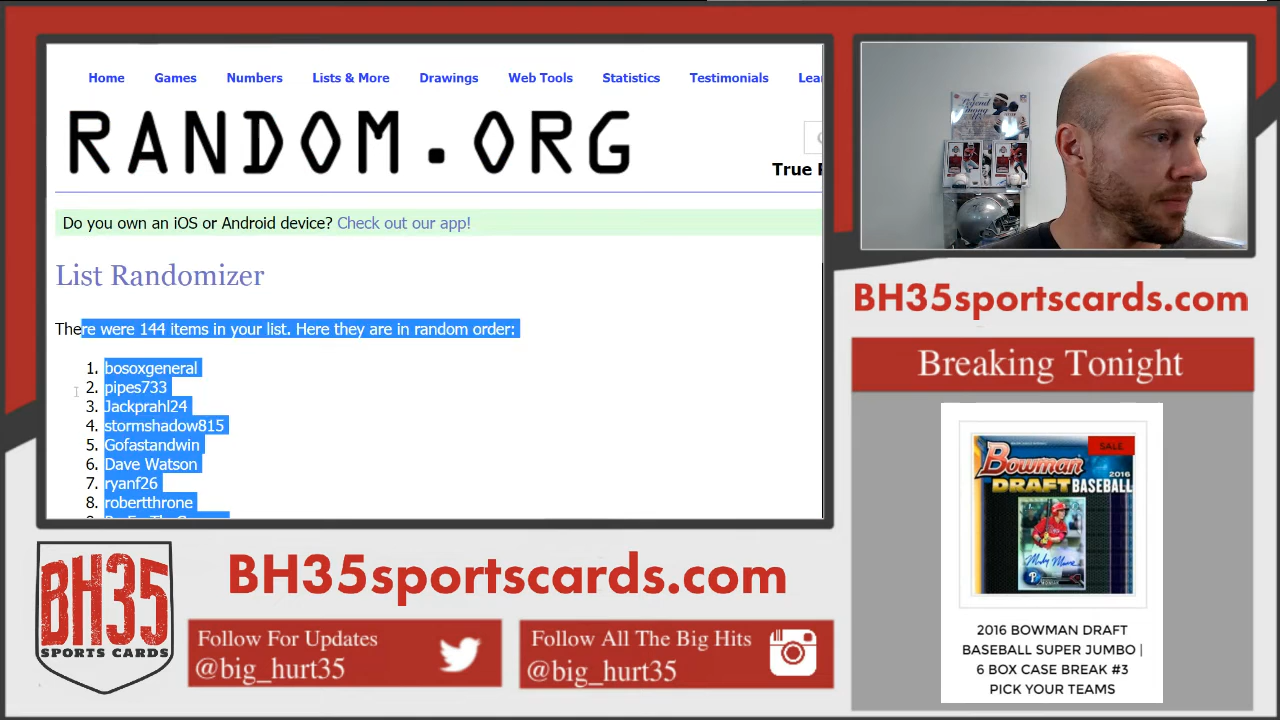 Home Games Numbers Lists & More Drawings Web Tools Statistics Testimonials
RANDOM.ORG
True
Do you own an iOS or Android device? Check out our app!
List Randomizer
There were 144 items in your list. Here they are in random order:
1. bosoxgeneral
2. pipes733
3. Jackprahl24
4. stormshadow815
5. Gofastandwin
6. Dave Watson
7. ryanf26
8. robertthrone
BH35sportscards.com
Breaking Tonight
SALE
Bowman
2016
DRAFT BASEBALL
2016 BOWMAN DRAFT
BASEBALL SUPER JUMBO |
6 BOX CASE BREAK #3
PICK YOUR TEAMS
BH35
SPORTS CARDS
BH35sportscards.com
Follow For Updates
@big_hurt35
Follow All The Big Hits
@big_hurt35